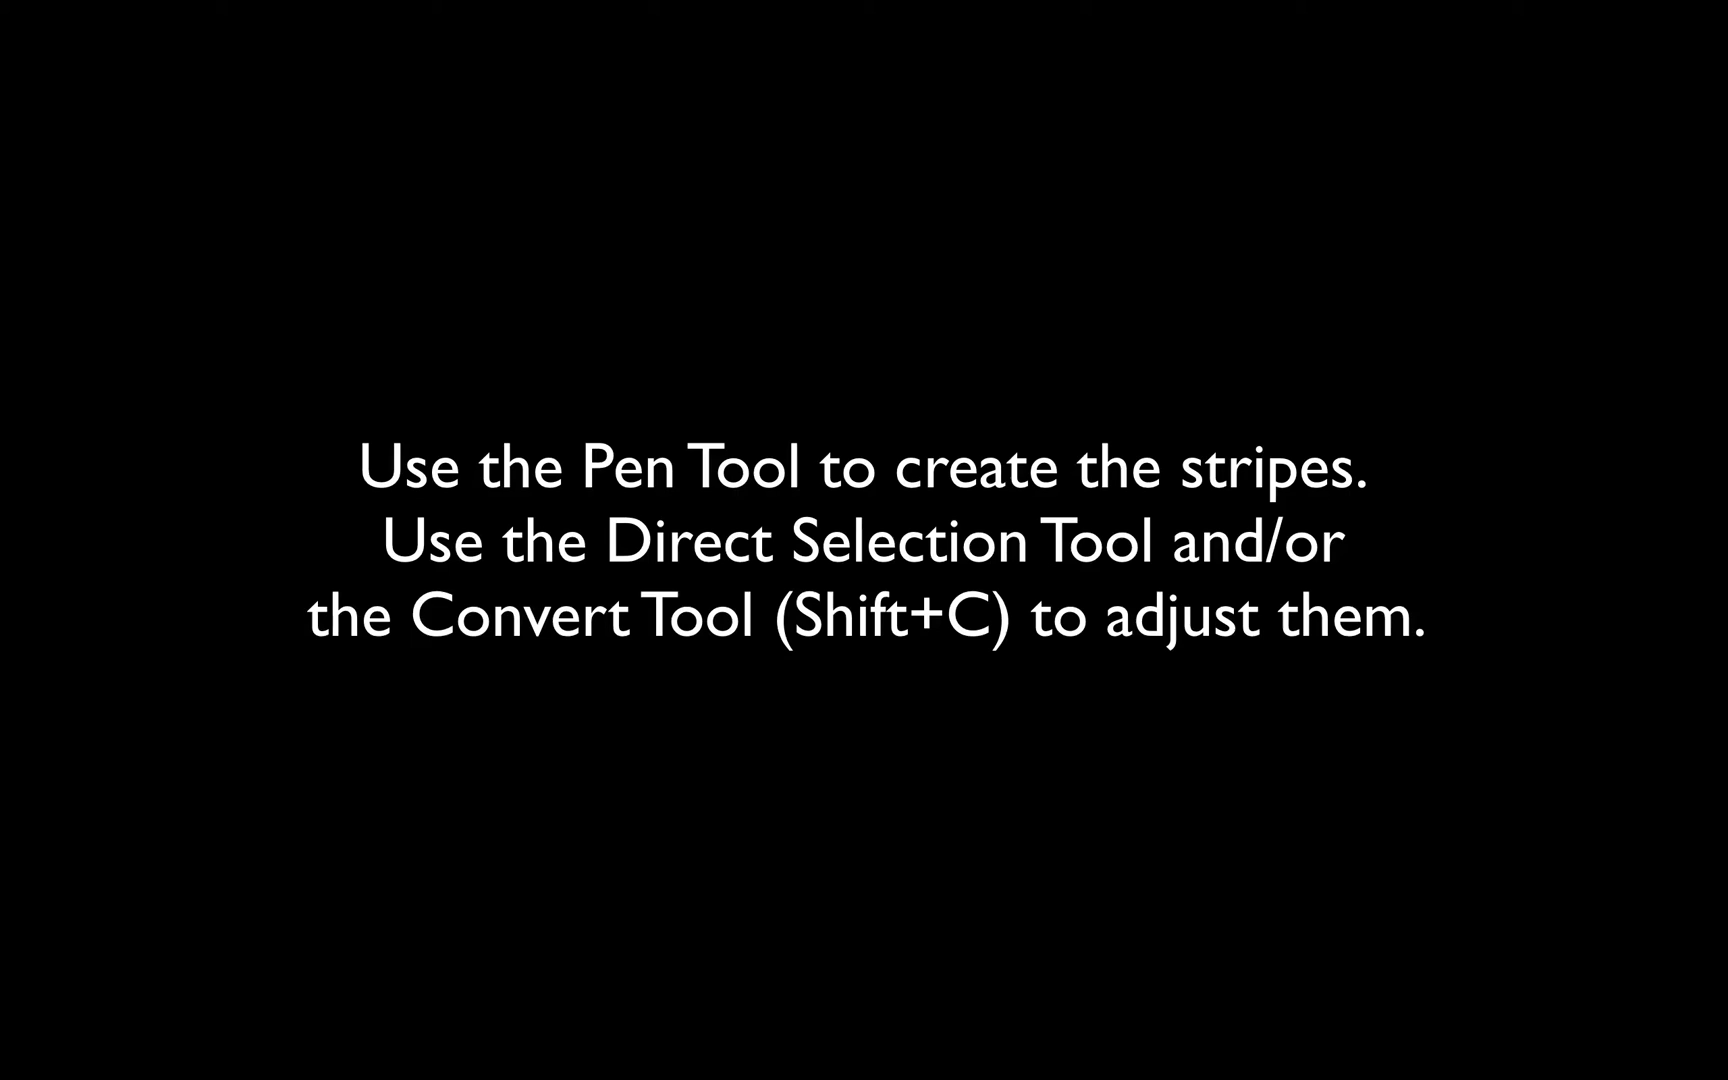 Use the Pen Tool to create the stripes.
Use the Direct Selection Tool and/or
the Convert Tool (Shift+C) to adjust them.